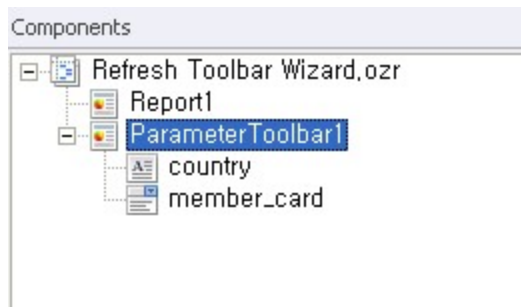 Components
Refresh Toolbar Wizard,ozr
Report1
ParameterToolbar1
country
member_card